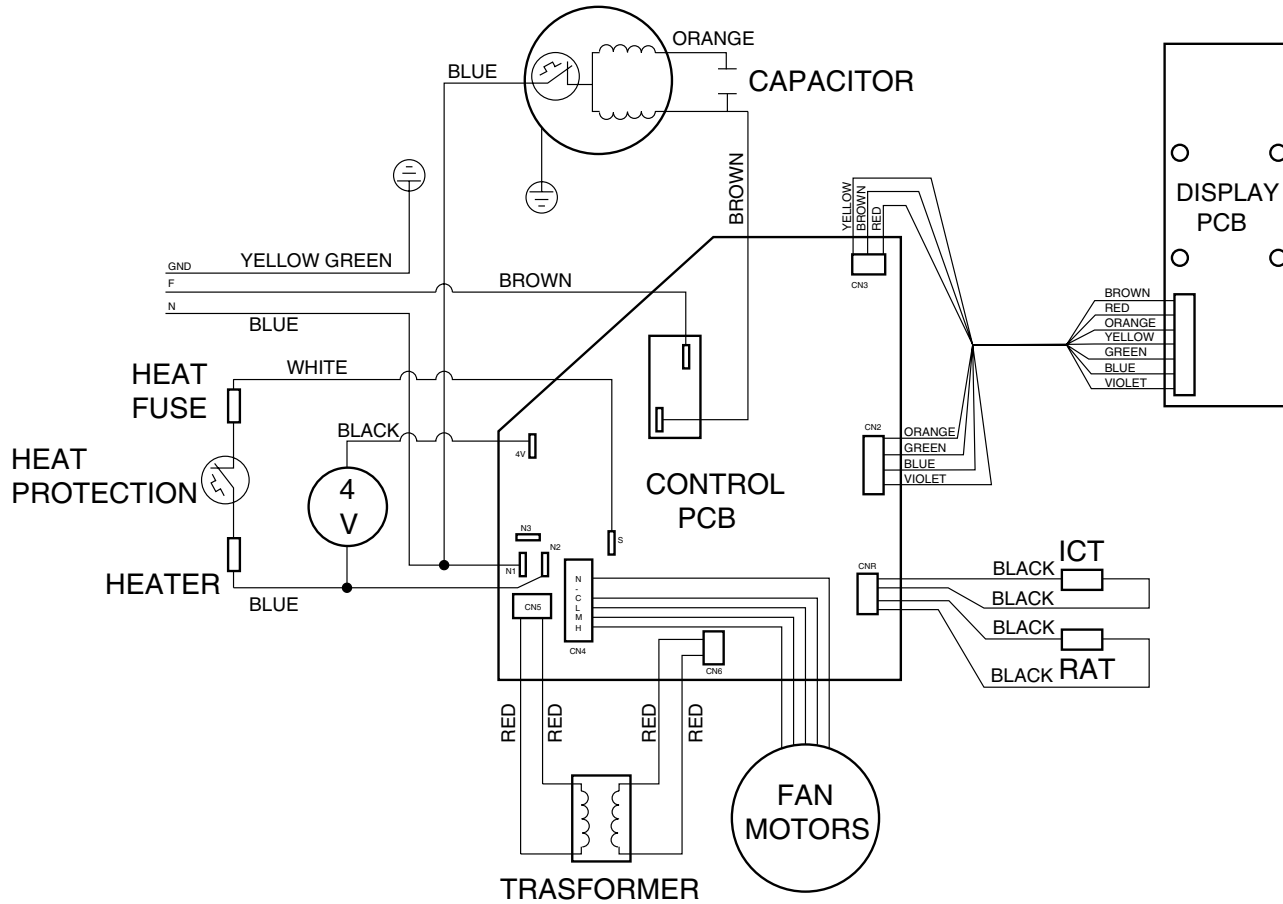 ORANGE
BLUE
CAPACITOR
BROWN
YELLOW
BROWN
RED
CN3
DISPLAY
PCB
GND
YELLOW GREEN
F
BROWN
N
BLUE
BROWN
RED
ORANGE
YELLOW
GREEN
BLUE
VIOLET
HEAT
FUSE
WHITE
BLACK
4V
HEAT
PROTECTION
4
V
CONTROL
PCB
CN2
ORANGE
GREEN
BLUE
VIOLET
N3
N1
N2
S
HEATER
BLUE
CN5
N
-
C
L
M
H
CN4
CN6
CNR
BLACK
ICT
BLACK
BLACK
BLACK
RAT
RED
RED
RED
RED
FAN
MOTORS
TRASFORMER